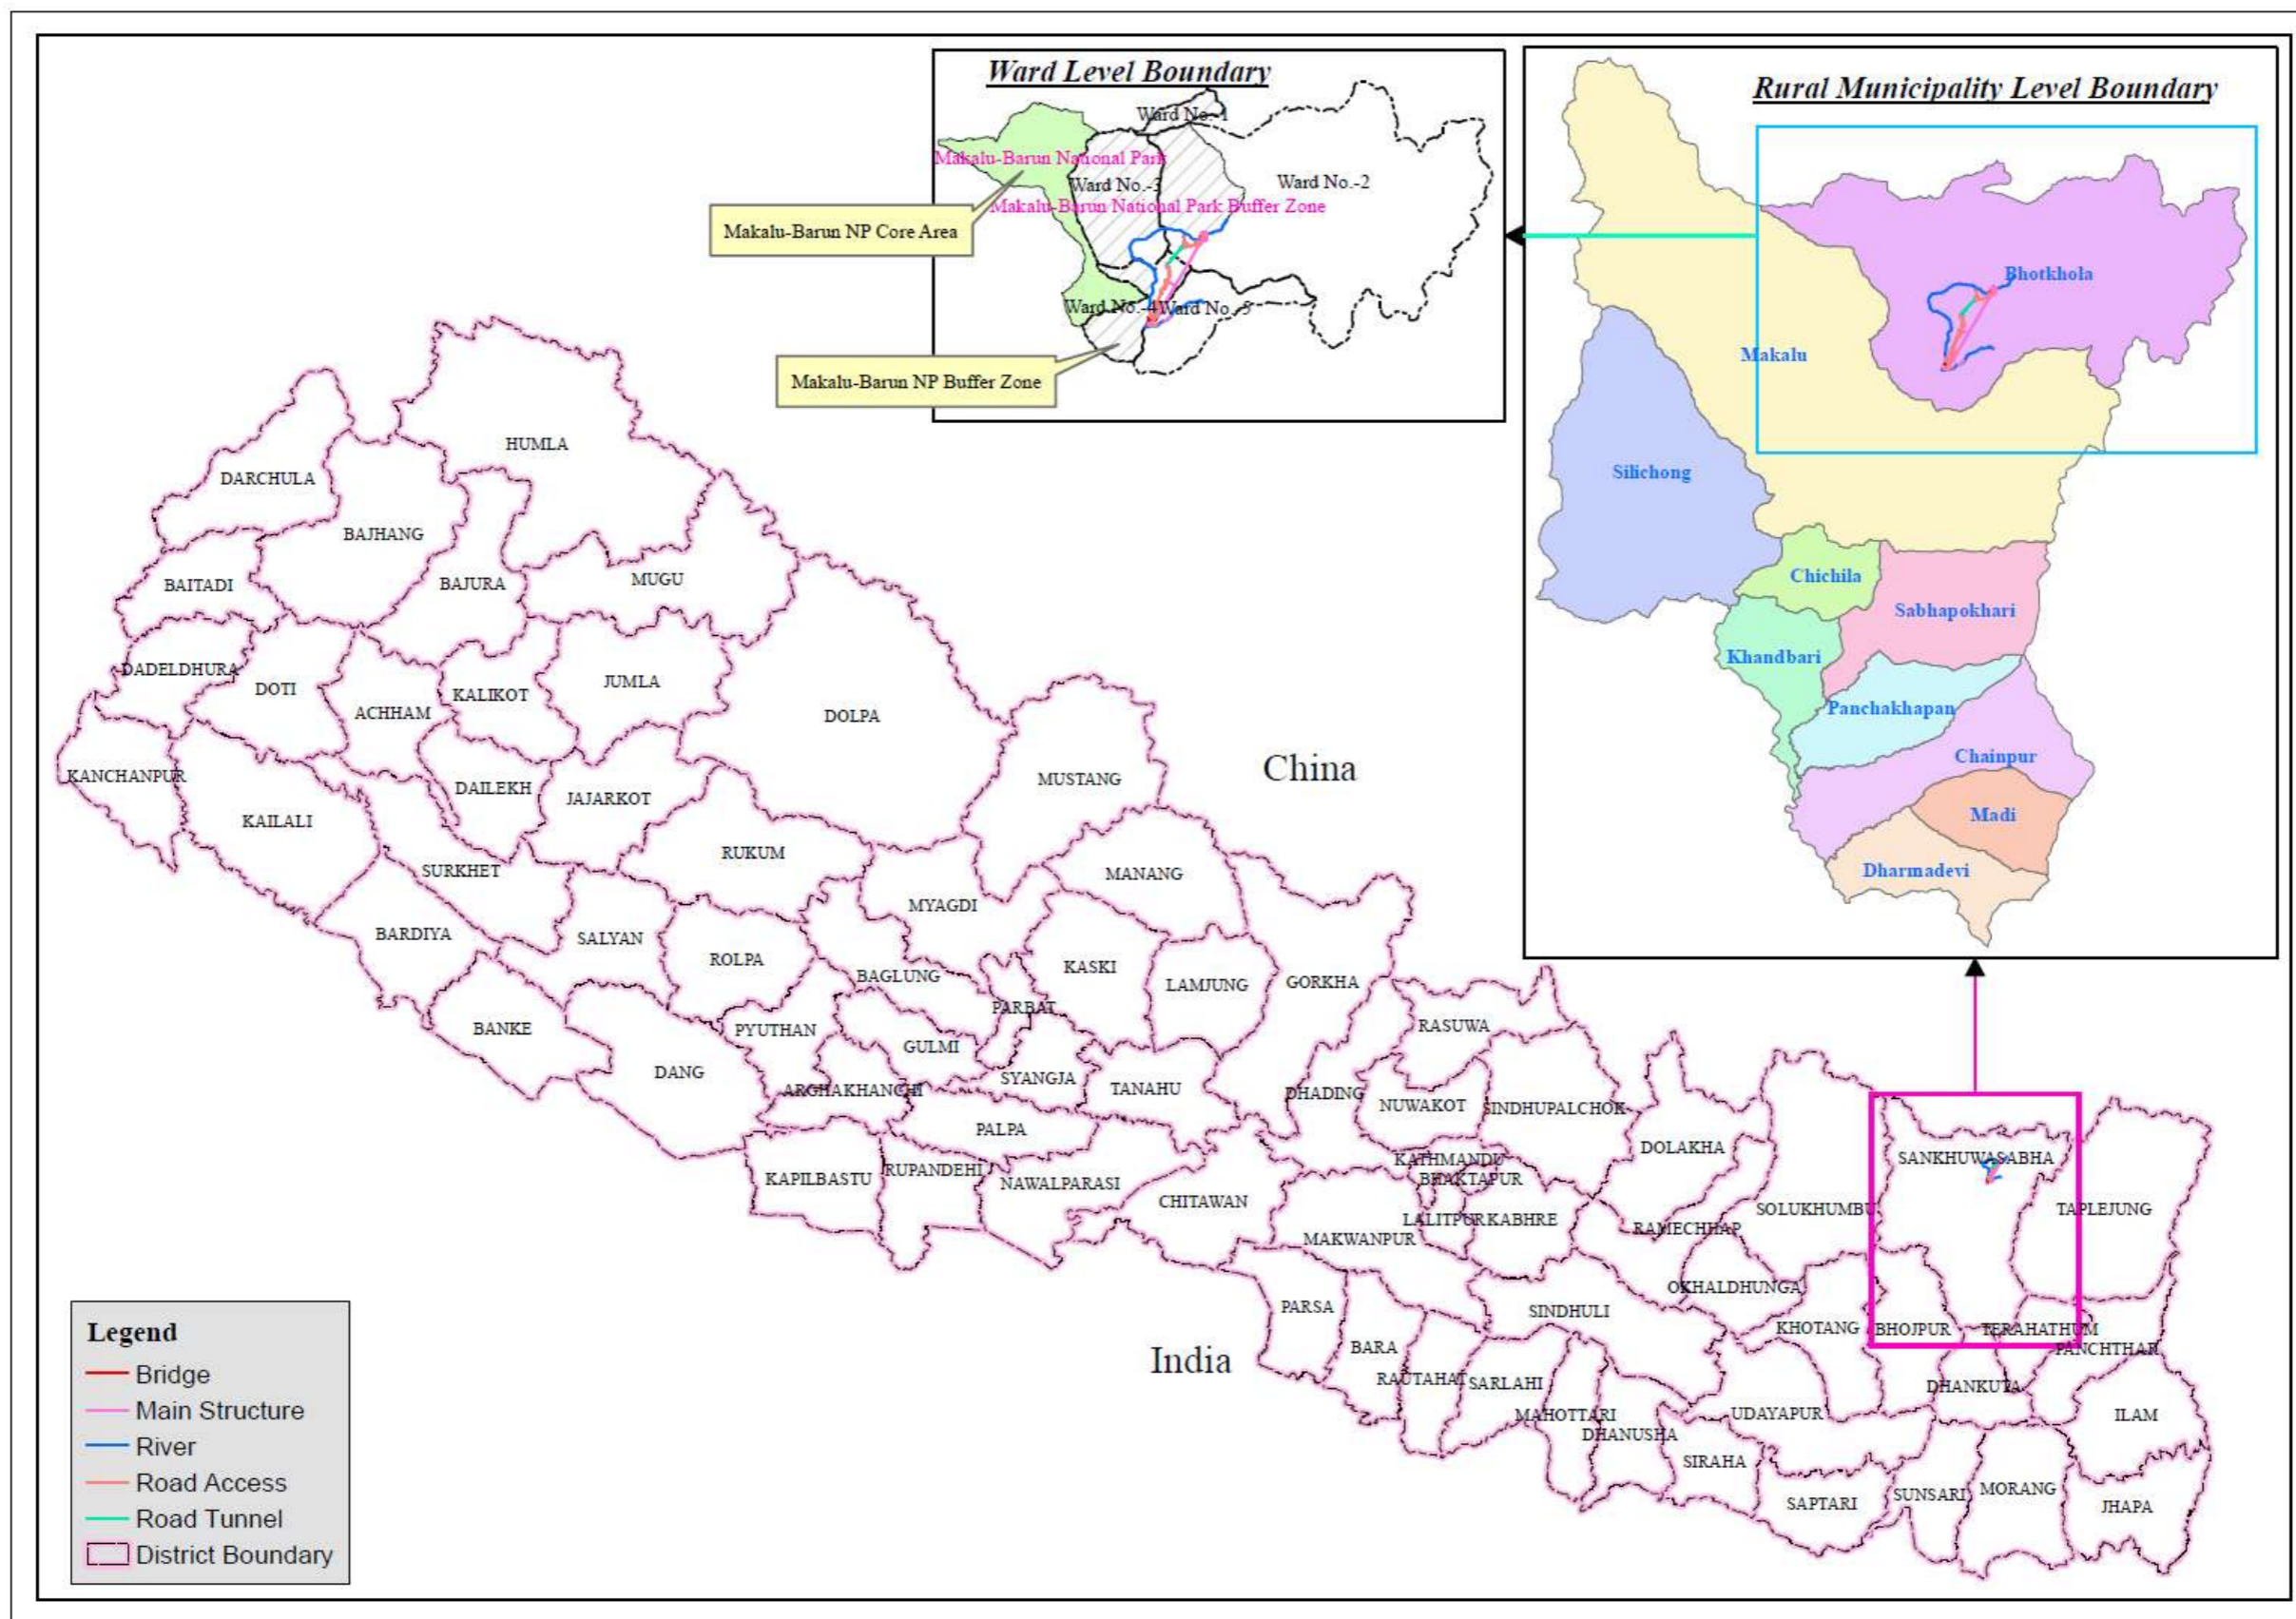 Ward Level Boundary
Ward No.-1
Makalu-Barun National Park
Ward No.-3
Ward No.-2
Makalu-Barun National Park Buffer Zone
Makalu-Barun NP Core Area
Ward No.-4
Ward No.-5
Makalu-Barun NP Buffer Zone
Rural Municipality Level Boundary
Bhotkhola
Makalu
Silichong
Chichila
Sabhapokhari
Khandbari
Panchakhapan
Chainpur
Madi
Dharmadevi
HUMLA
DARCHULA
BAJHANG
BAITADI
BAJURA
MUGU
DADELDHURA
DOTI
ACHHAM
KALIKOT
JUMLA
DOLPA
KANCHANPUR
KAILALI
DAILEKH
JAJARKOT
MUSTANG
China
SURKHET
RUKUM
MANANG
MYAGDI
BARDIYA
SALYAN
ROLPA
BAGLUNG
KASKI
LAMJUNG
GORKHA
PARBAT
BANKE
PYUTHAN
GULMI
RASUWA
DANG
ARGHAKHANCHI
SYANGJA
TANAHU
DHADING
NUWAKOT
SINDHUPALCHOK
PALPA
DOLAKHA
SANKHUWASABHA
KAPILBASTU
RUPANDEHI
NAWALPARASI
CHITAWAN
KATHMANDU
BHAKTAPUR
LALITPUR
KABHRE
MAKWANPUR
RAMECHHAP
SOLUKHUMBU
TAPLEJUNG
OKHALDHUNGA
PARSA
SINDHULI
KHOTANG
BHOJPUR
TERAHATHUM
PANCHTHAR
BARA
India
RAUTAHAT
SARLAHI
DHANKUTA
MAHOTTARI
DHANUSHA
UDAYAPUR
ILAM
SIRAHA
SAPTARI
SUNSARI
MORANG
JHAPA
Legend
Bridge
Main Structure
River
Road Access
Road Tunnel
District Boundary